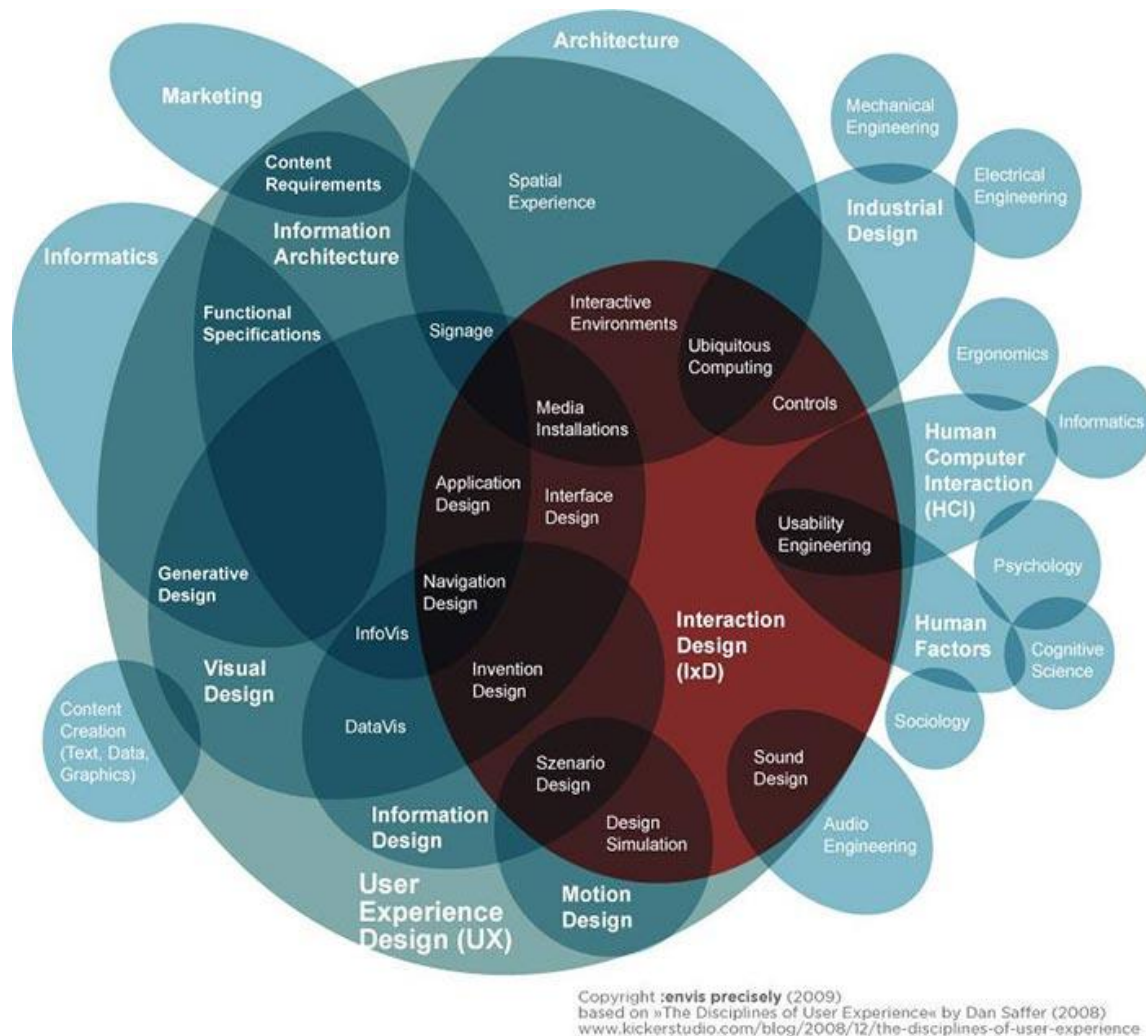 Architecture
Marketing
Mechanical
Engineering
Content
Requirements
Spatial
Experience
Electrical
Engineering
Industrial
Design
Information
Architecture
Informatics
Functional
Specifications
Signage
Interactive
Environments
Ubiquitous
Computing
Ergonomics
Controls
Media
Installations
Informatics
Human
Computer
Interaction
(HCI)
Application
Design
Interface
Design
Usability
Engineering
Psychology
Generative
Design
Navigation
Design
InfoVis
Interaction
Design
(IxD)
Human
Factors
Cognitive
Science
Visual
Design
Invention
Design
Sociology
Content
Creation
(Text, Data,
Graphics)
DataVis
Szenario
Design
Sound
Design
Information
Design
Design
Simulation
Audio
Engineering
User
Experience
Design (UX)
Motion
Design
Copyright :envis precisely (2009)
based on »The Disciplines of User Experience« by Dan Saffer (2008)
www.kickerstudio.com/blog/2008/12/the-disciplines-of-user-experience